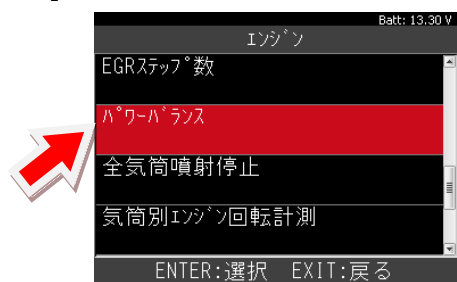 Batt: 13.30 V
ｴﾝｼﾞﾝ
EGRｽﾃｯﾌﾟ数
ﾊﾟﾜｰﾊﾞﾗﾝｽ
全気筒噴射停止
気筒別ｴﾝｼﾞﾝ回転計測
ENTER:選択 EXIT:戻る